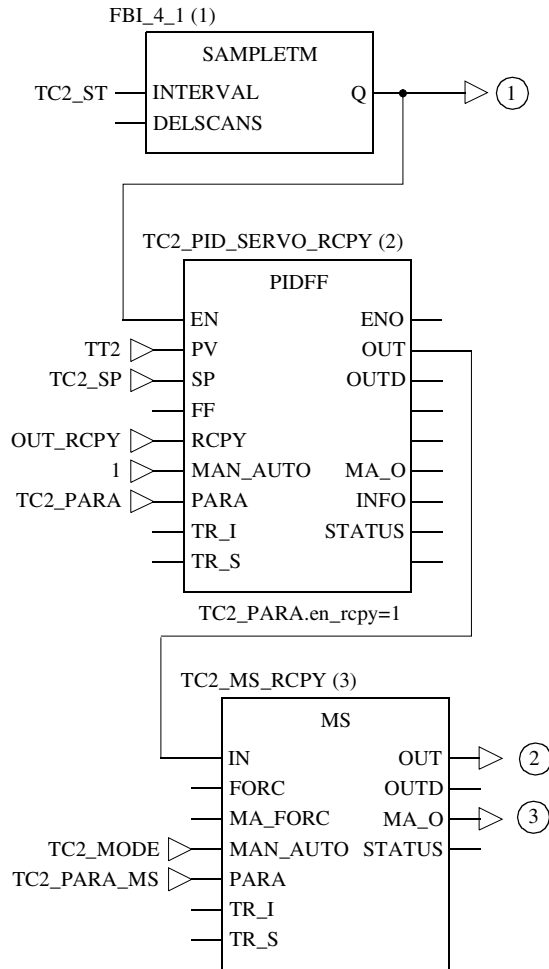 FBI_4_1 (1)
SAMPLETM
TC2_ST INTERVAL Q 1
DELSCANS
TC2_PID_SERVO_RCPY (2)
PIDFF
EN ENO
TT2 PV OUT
TC2_SP SP OUTD
FF
OUT_RCPY RCPY
1 MAN_AUTO MA_O
TC2_PARA PARA INFO
TR_I STATUS
TR_S
TC2_PARA.en_rcpy=1
TC2_MS_RCPY (3)
MS
IN OUT 2
FORC OUTD
MA_FORC MA_O 3
TC2_MODE MAN_AUTO STATUS
TC2_PARA_MS PARA
TR_I
TR_S